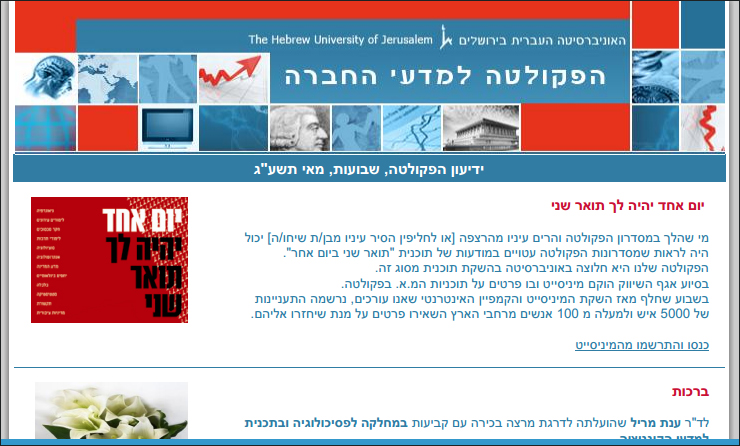 The Hebrew University of Jerusalem האוניברסיטה העברית בירושלים
הפקולטה למדעי החברה
ידיעון הפקולטה, שבועות, מאי תשע"ג
יום אחד יהיה לך תואר שני
מי שהלך במסדרון הפקולטה והרים עיניו מהרצפה [או לחליפין הסיר עיניו מבן/ת שיחו/ה] יכול
היה לראות שמסדרונות הפקולטה עטויים במודעות של תוכנית "תואר שני ביום אחר".
הפקולטה שלנו היא חלוצה באוניברסיטה בהשקת תוכנית מסוג זה.
בסיוע אגף השיווק הוקם מיניסייט ובו פרטים על תוכניות המ.א. בפקולטה.
בשבוע שחלף מאז השקת המיניסייט והקמפיין האינטרנטי שאנו עורכים, נרשמה התעניינות
של 5000 איש ולמעלה מ 100 אנשים מרחבי הארץ השאירו פרטים על מנת שיחזרו אליהם.
כנסו והתרשמו מהמיניסייט
יום אחד
יהיה לך
תואר
שני
ברכות
לד"ר ענת מריל שהועלתה לדרגת מרצה בכירה עם קביעות במחלקה לפסיכולוגיה ובתכנית